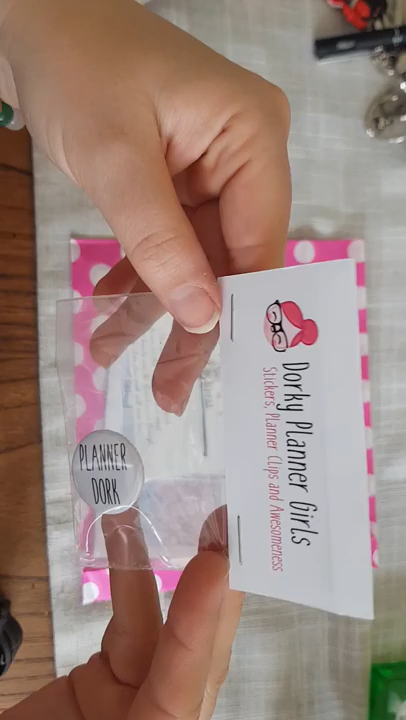 Dorky Planner Girls
Stickers, Planner Clips and Awesomeness
PLANNER
DORK